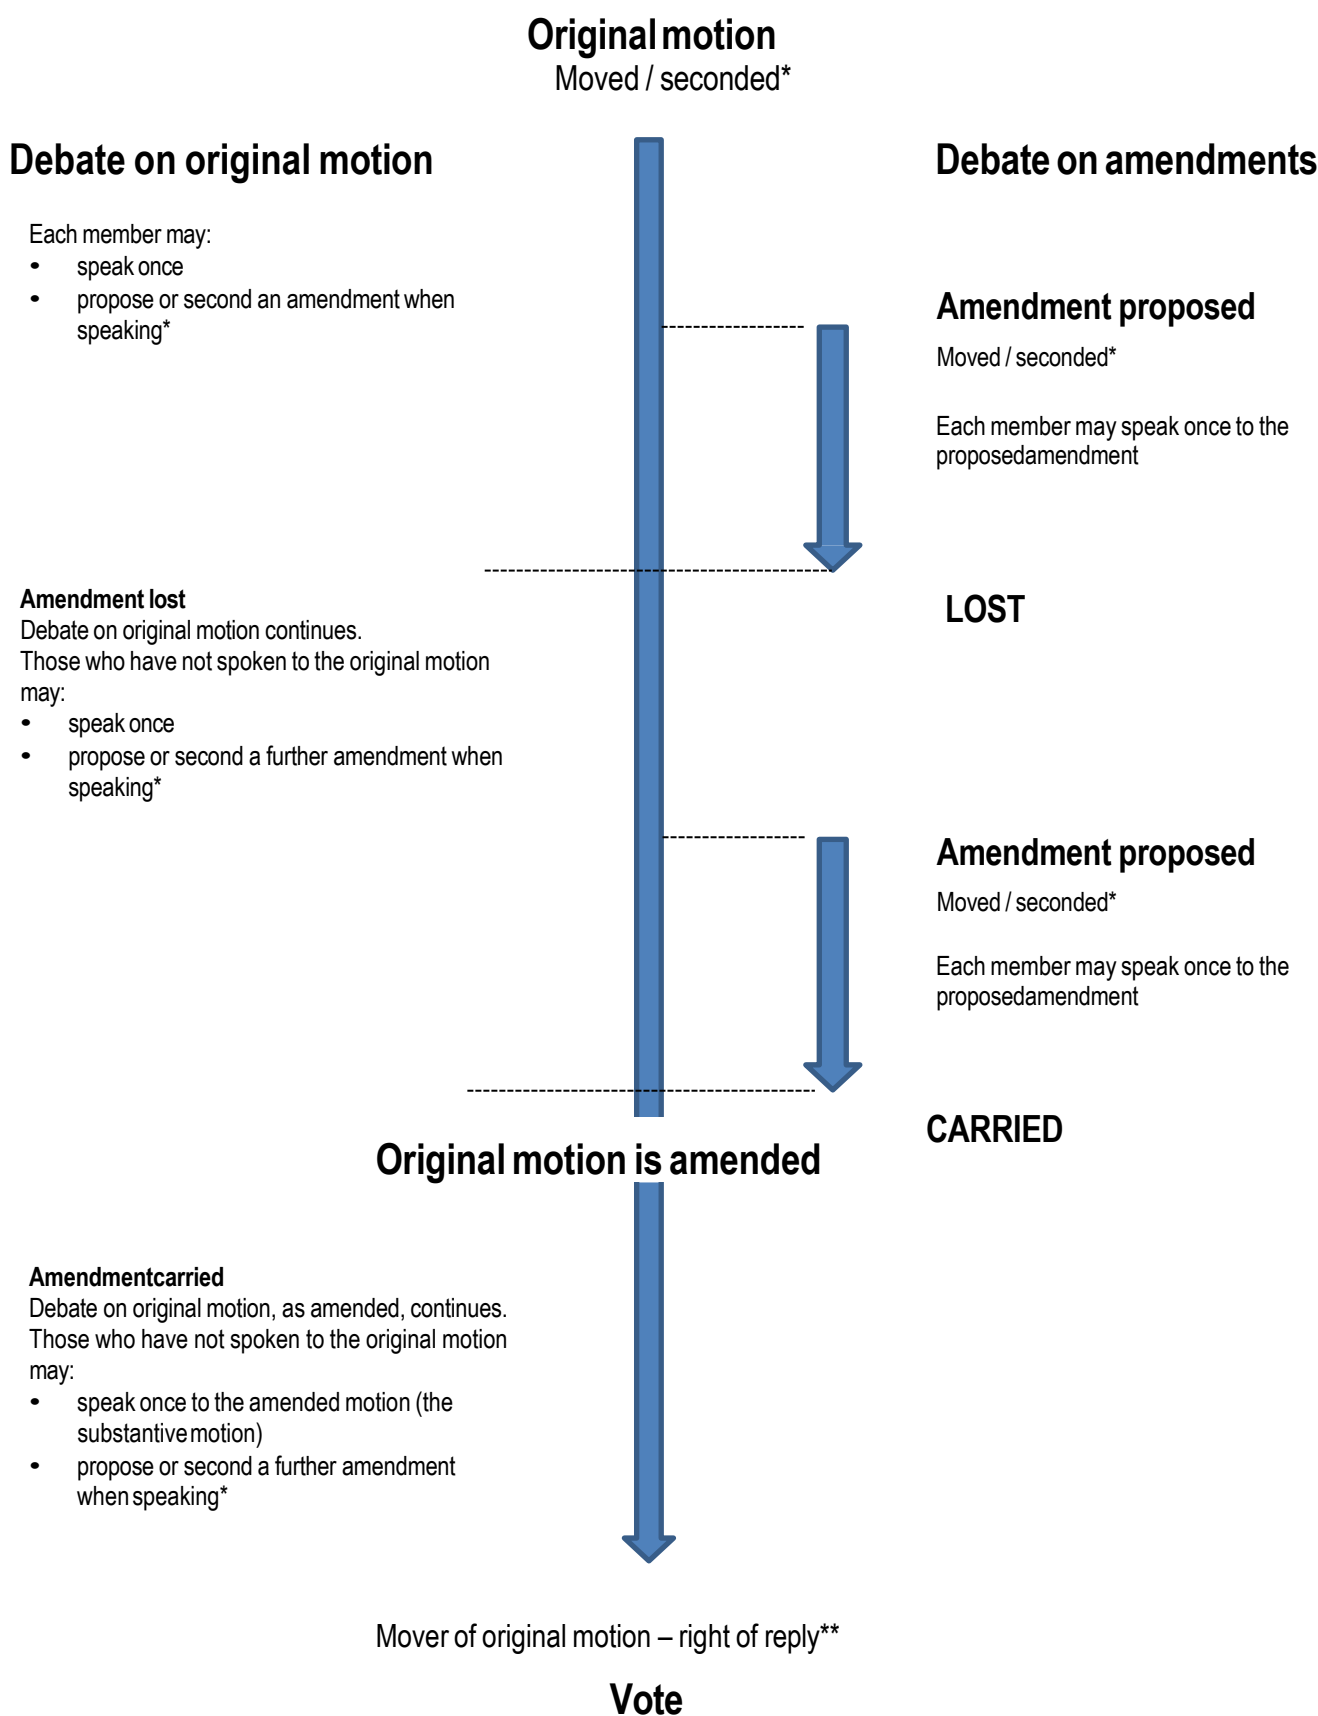 Original motion
Moved / seconded*
Debate on original motion
Debate on amendments
Each member may:
• speak once
• propose or second an amendment when
speaking*
Amendment proposed
Moved / seconded*
Each member may speak once to the
proposedamendment
Amendment lost
Debate on original motion continues.
Those who have not spoken to the original motion
may:
• speak once
• propose or second a further amendment when
speaking*
LOST
Amendment proposed
Moved / seconded*
Each member may speak once to the
proposedamendment
CARRIED
Original motion is amended
Amendmentcarried
Debate on original motion, as amended, continues.
Those who have not spoken to the original motion
may:
• speak once to the amended motion (the
substantive motion)
• propose or second a further amendment
when speaking*
Mover of original motion – right of reply**
Vote